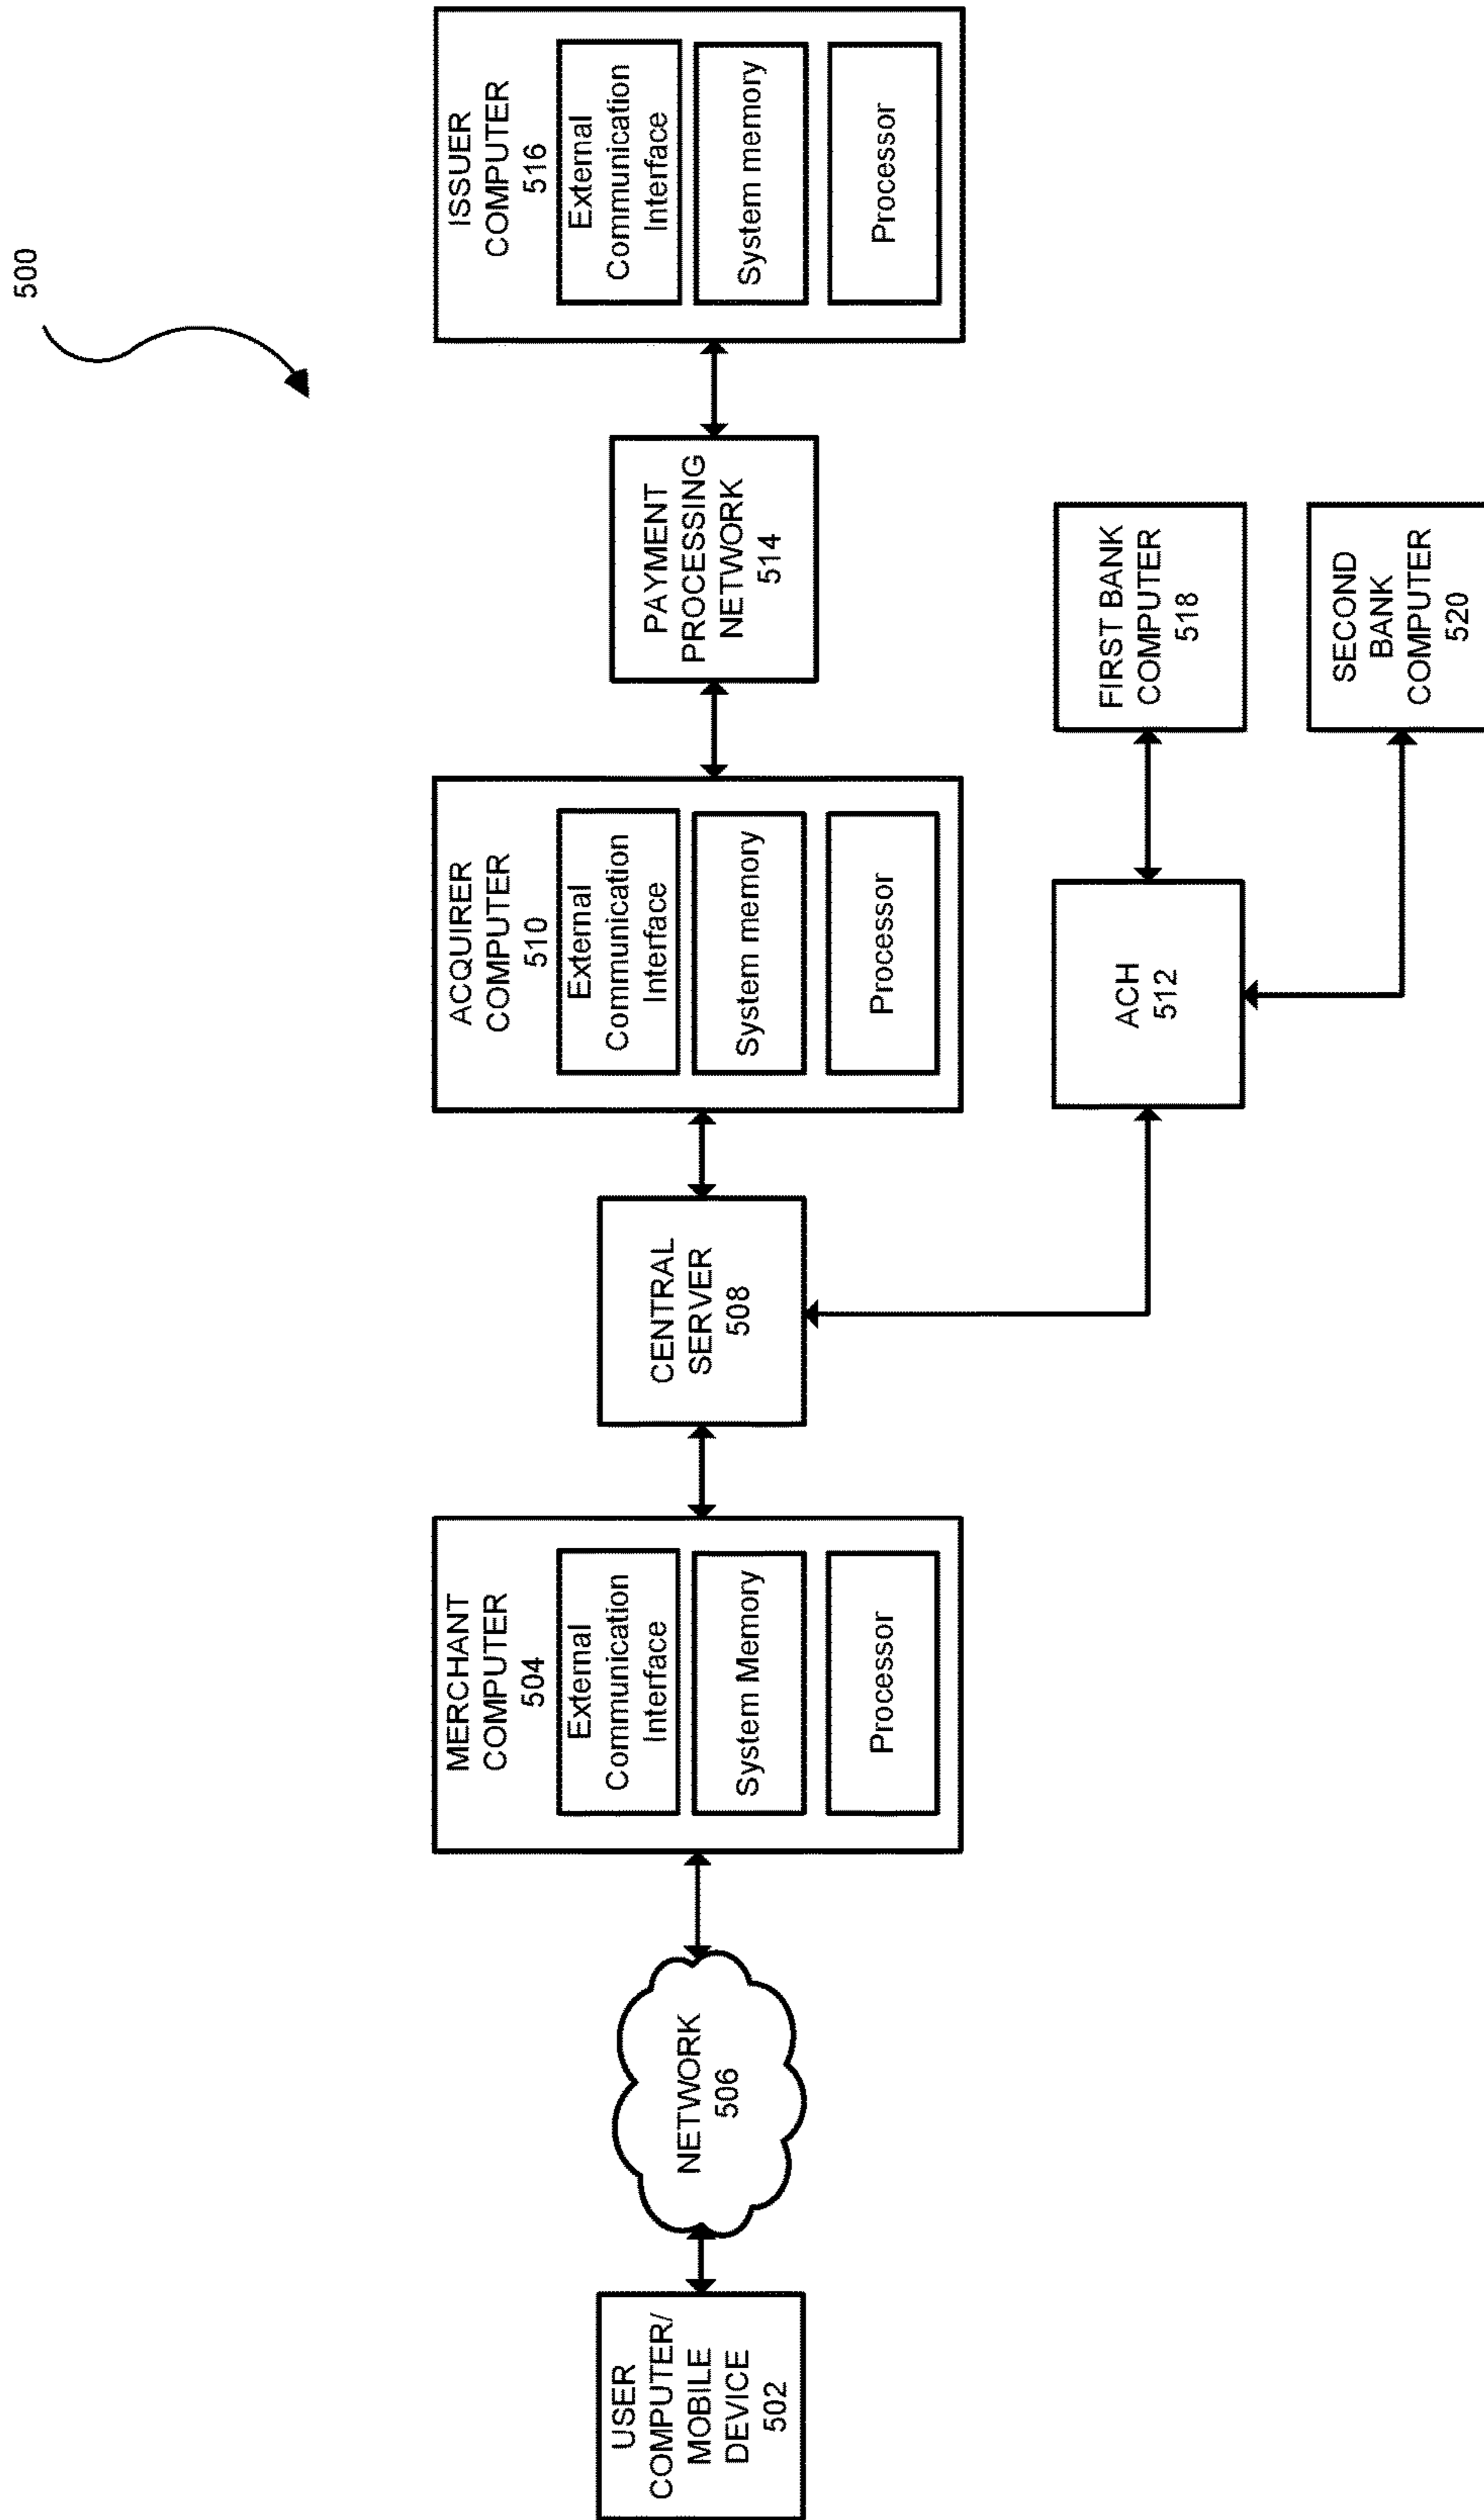 500
USER
COMPUTER/
MOBILE
DEVICE
502
NETWORK
506
MERCHANT
COMPUTER
504
External
Communication
Interface
System Memory
Processor
CENTRAL
SERVER
508
ACQUIRER
COMPUTER
510
External
Communication
Interface
System memory
Processor
PAYMENT
PROCESSING
NETWORK
514
ISSUER
COMPUTER
516
External
Communication
Interface
System memory
Processor
ACH
512
FIRST BANK
COMPUTER
518
SECOND
BANK
COMPUTER
520